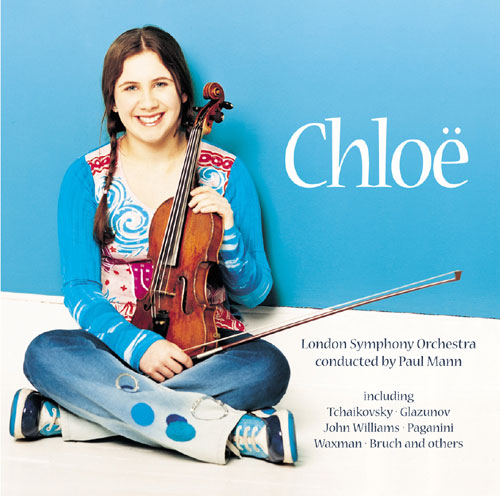 Chloë
London Symphony Orchestra
conducted by Paul Mann
including
Tchaikovsky · Glazunov
John Williams · Paganini
Waxman · Bruch and others